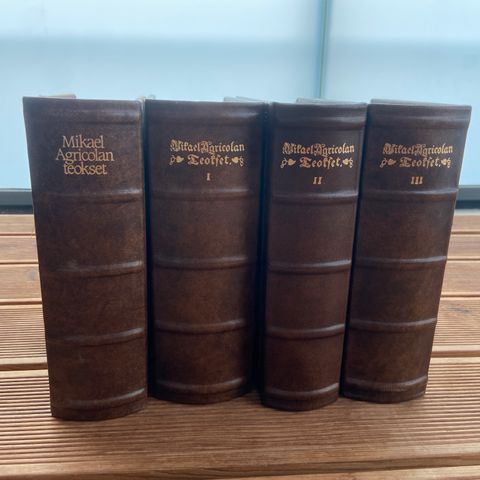 Mikael
Agricolan
teokset
Mikael Agricolan
Teokset.
I
Mikael Agricolan
Teokset.
II
Mikael Agricolan
Teokset.
III